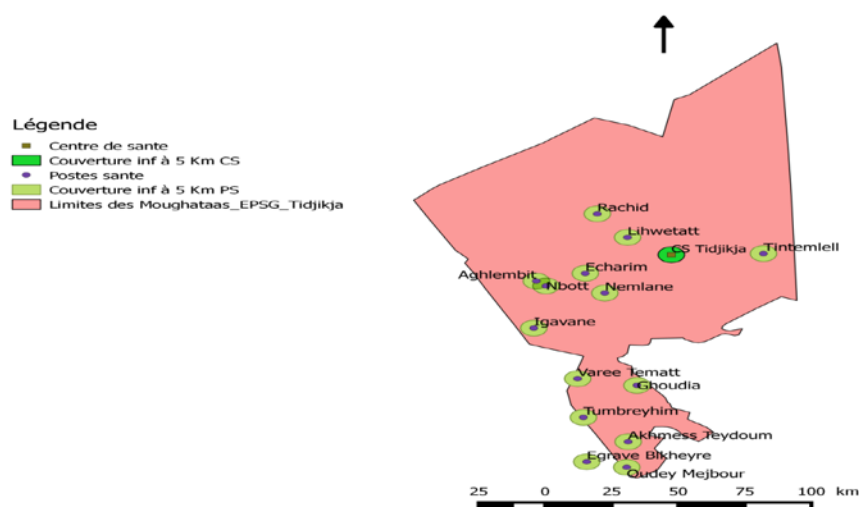 Légende
Centre de sante
Couverture inf à 5 Km CS
Postes sante
Couverture inf à 5 Km PS
Limites des Moughataas_EPSG_Tidjikja
Rachid
Lihwetatt
CS Tidjikja
Tintemlell
Echarim
Aghlembit
Nbott
Nemlane
Igavane
Varee Tematt
Ghoudia
Tumbreyhim
Akhmess Teydoum
Egrave Blkheyre
Oudey Mejbour
25 0 25 50 75 100 km